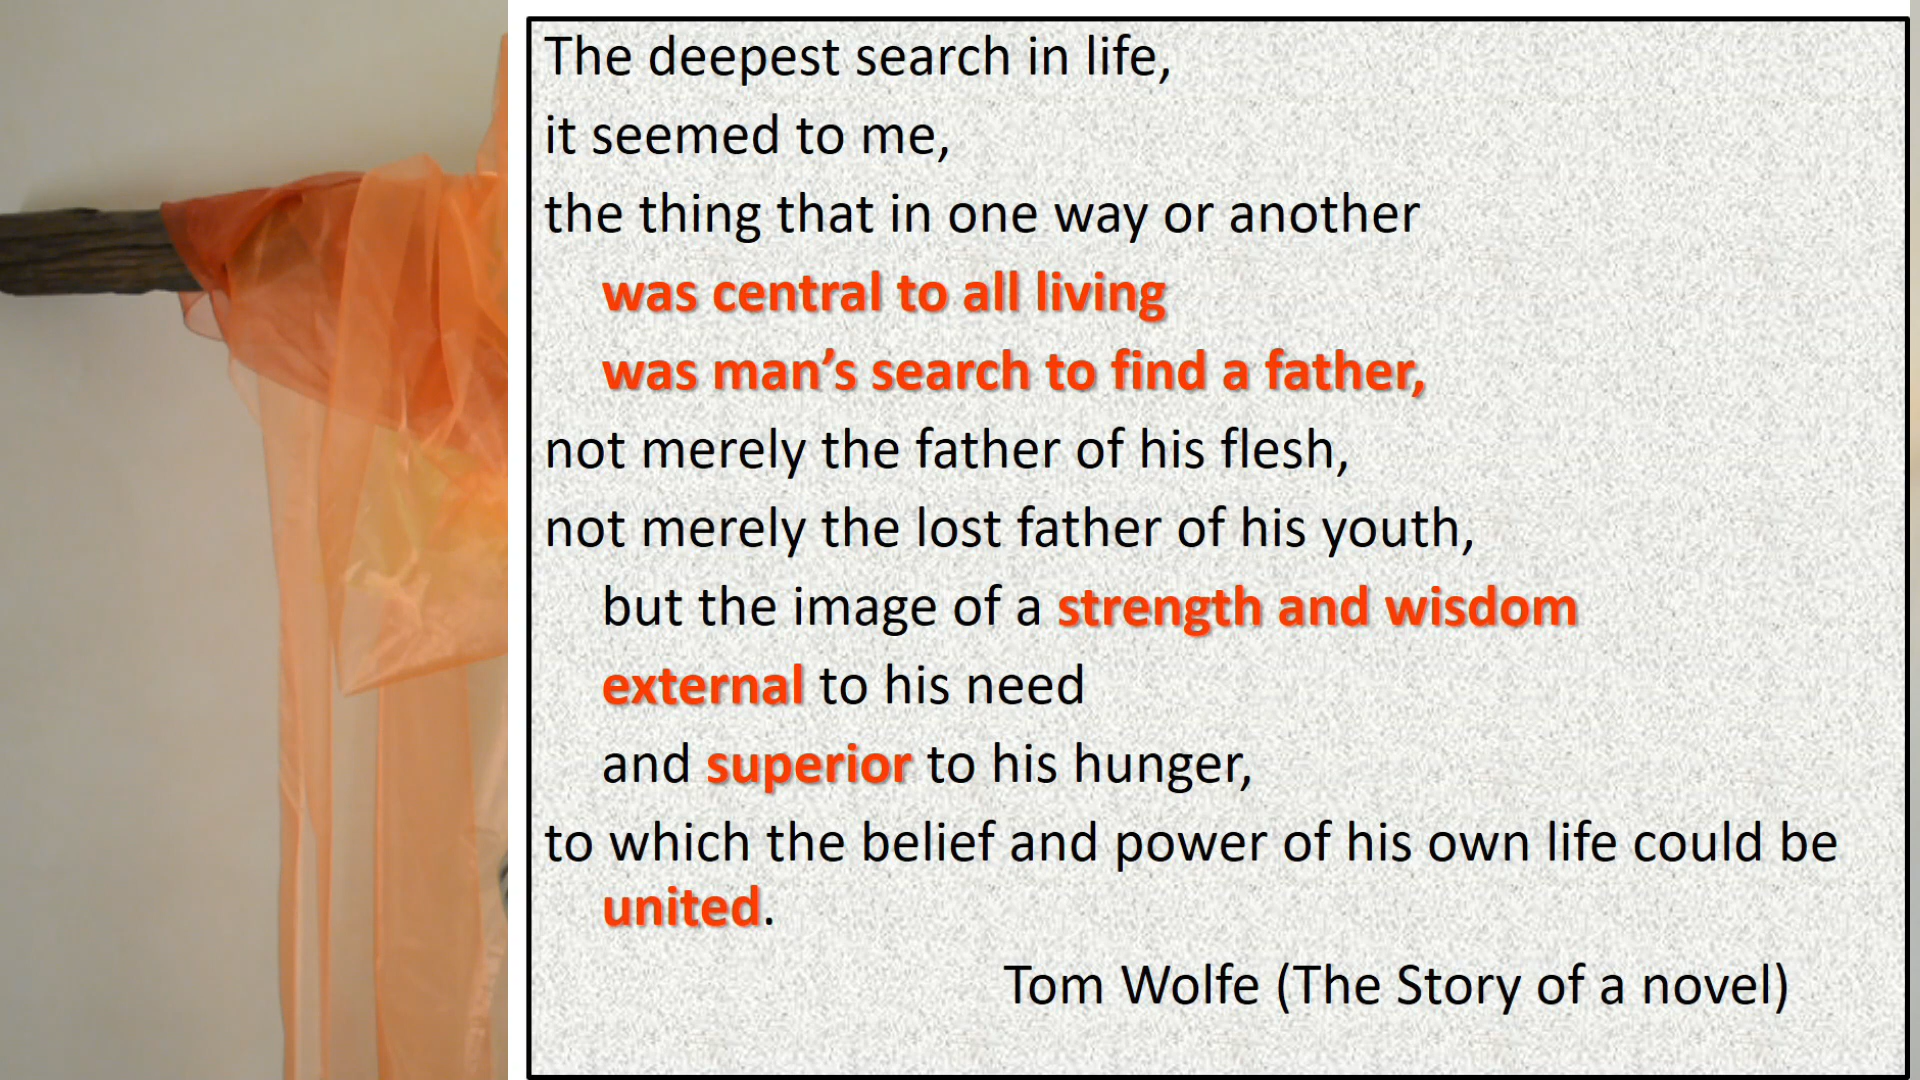 The deepest search in life,
it seemed to me,
the thing that in one way or another
was central to all living
was man’s search to find a father,
not merely the father of his flesh,
not merely the lost father of his youth,
but the image of a strength and wisdom
external to his need
and superior to his hunger,
to which the belief and power of his own life could be
united.
Tom Wolfe (The Story of a novel)